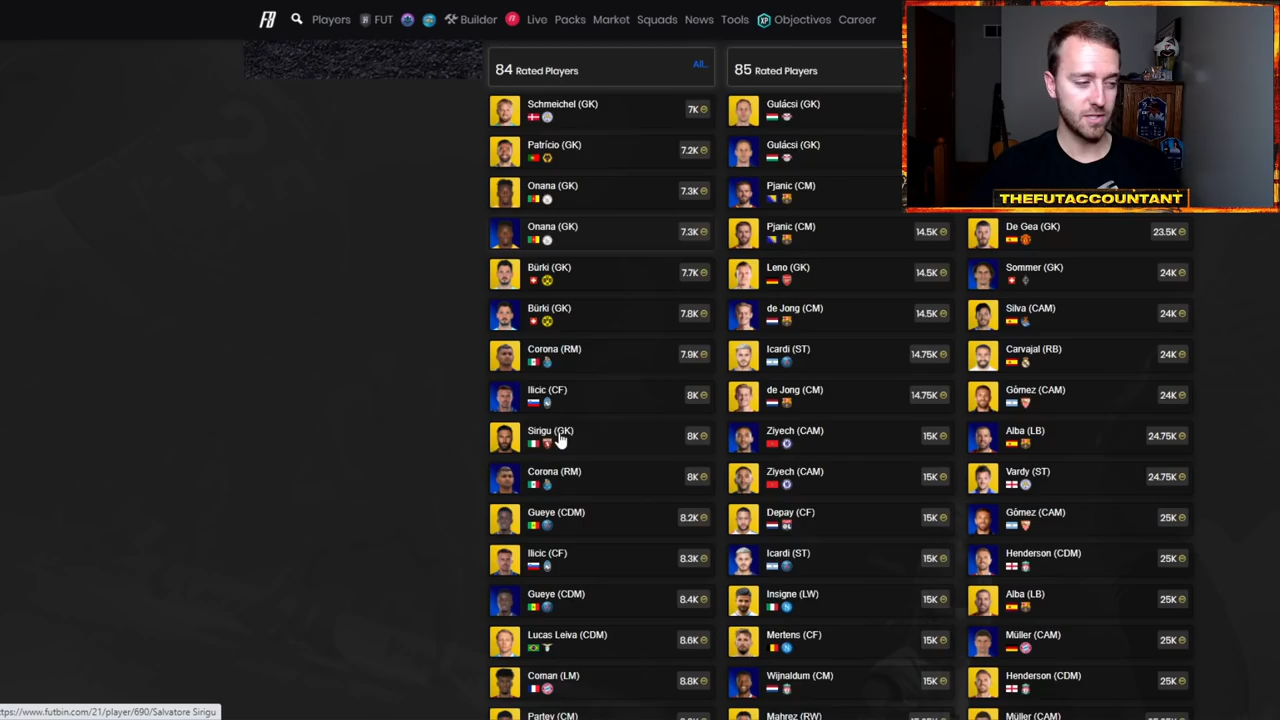 Players FUT Builder Live Packs Market Squads News Tools XP Objectives Career
THEFUTACCOUNTANT
84 Rated Players All..
Schmeichel (GK) 7K
Patrício (GK) 7.2K
Onana (GK) 7.3K
Onana (GK) 7.3K
Bürki (GK) 7.7K
Bürki (GK) 7.8K
Corona (RM) 7.9K
Ilicic (CF) 8K
Sirigu (GK) 8K
Corona (RM) 8K
Gueye (CDM) 8.2K
Ilicic (CF) 8.3K
Gueye (CDM) 8.4K
Lucas Leiva (CDM) 8.6K
Coman (LM) 8.8K
Partey (CM)
85 Rated Players
Gulácsi (GK)
Gulácsi (GK)
Pjanic (CM)
Pjanic (CM) 14.5K
Leno (GK) 14.5K
de Jong (CM) 14.5K
Icardi (ST) 14.75K
de Jong (CM) 14.75K
Ziyech (CAM) 15K
Ziyech (CAM) 15K
Depay (CF) 15K
Icardi (ST) 15K
Insigne (LW) 15K
Mertens (CF) 15K
Wijnaldum (CM) 15K
Mahrez (RW)
De Gea (GK) 23.5K
Sommer (GK) 24K
Silva (CAM) 24K
Carvajal (RB) 24K
Gómez (CAM) 24K
Alba (LB) 24.75K
Vardy (ST) 24.75K
Gómez (CAM) 25K
Henderson (CDM) 25K
Alba (LB) 25K
Müller (CAM) 25K
Henderson (CDM) 25K
Müller (CAM)
ttps://www.futbin.com/21/player/690/Salvatore Sirigu